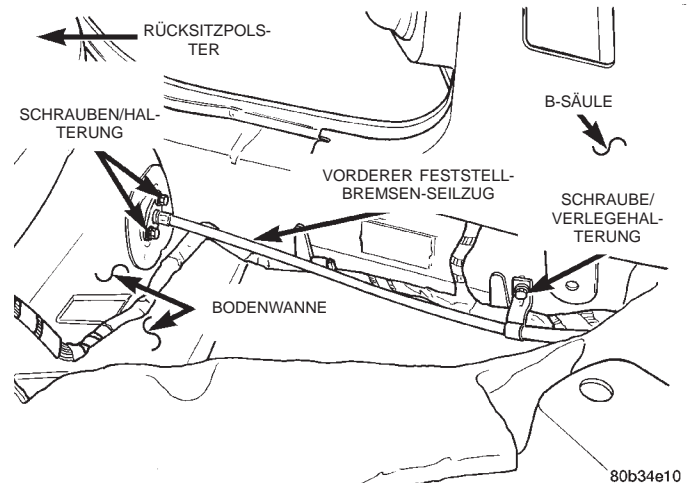 RÜCKSITZPOLS-
TER
SCHRAUBEN/HAL-
TERUNG
B-SÄULE
VORDERER FESTSTELL-
BREMSEN-SEILZUG
SCHRAUBE/
VERLEGEHAL-
TERUNG
BODENWANNE
80b34e10